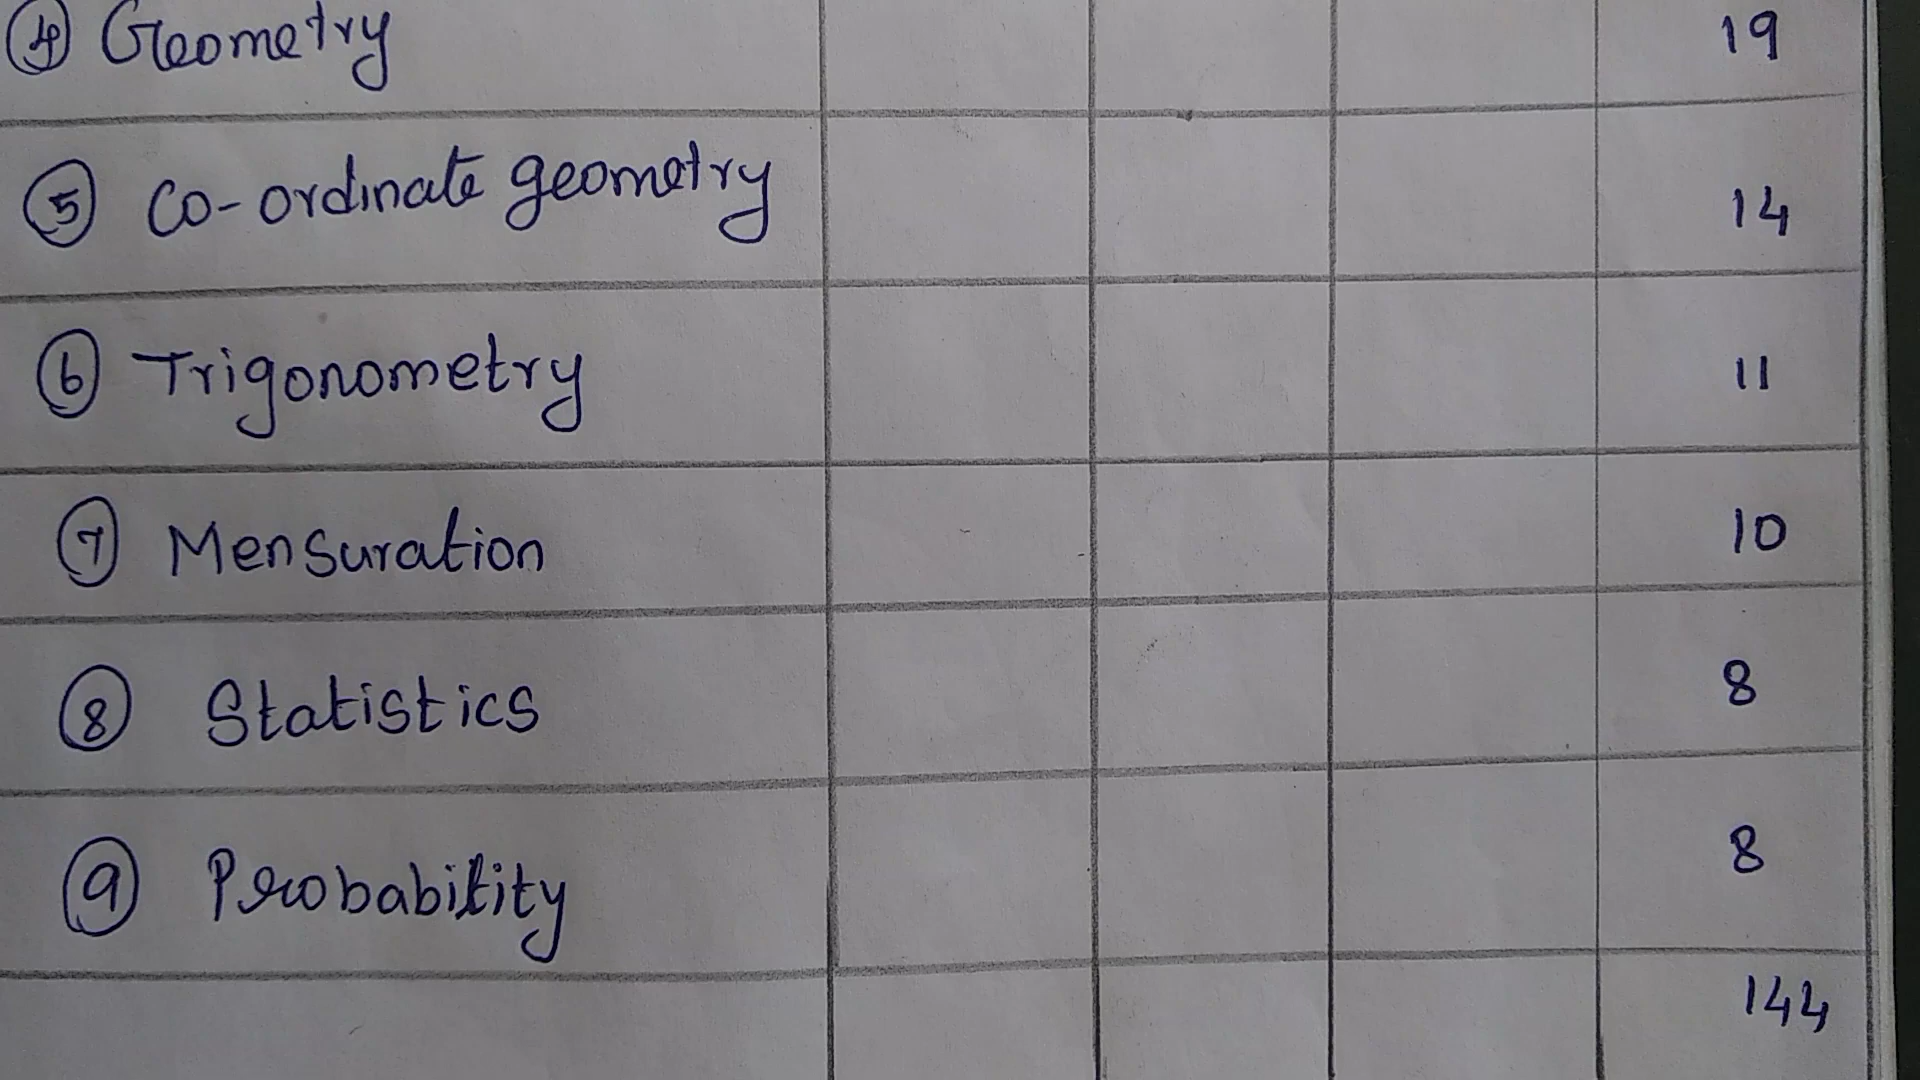 ④ Geometry 19
⑤ Co-ordinate geometry 14
⑥ Trigonometry 11
⑦ Mensuration 10
⑧ Statistics 8
⑨ Probability 8
144